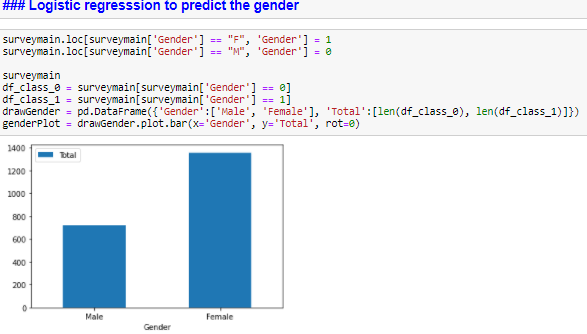 ### Logistic regresssion to predict the gender
surveymain.loc[surveymain['Gender'] == "F", 'Gender'] = 1
surveymain.loc[surveymain['Gender'] == "M", 'Gender'] = 0
surveymain
df_class_0 = surveymain[surveymain['Gender'] == 0]
df_class_1 = surveymain[surveymain['Gender'] == 1]
drawGender = pd.DataFrame({'Gender':['Male', 'Female'], 'Total':[len(df_class_0), len(df_class_1)]})
genderPlot = drawGender.plot.bar(x='Gender', y='Total', rot=0)
1400
Total
1200
1000
800
600
400
200
0
Male Female
Gender